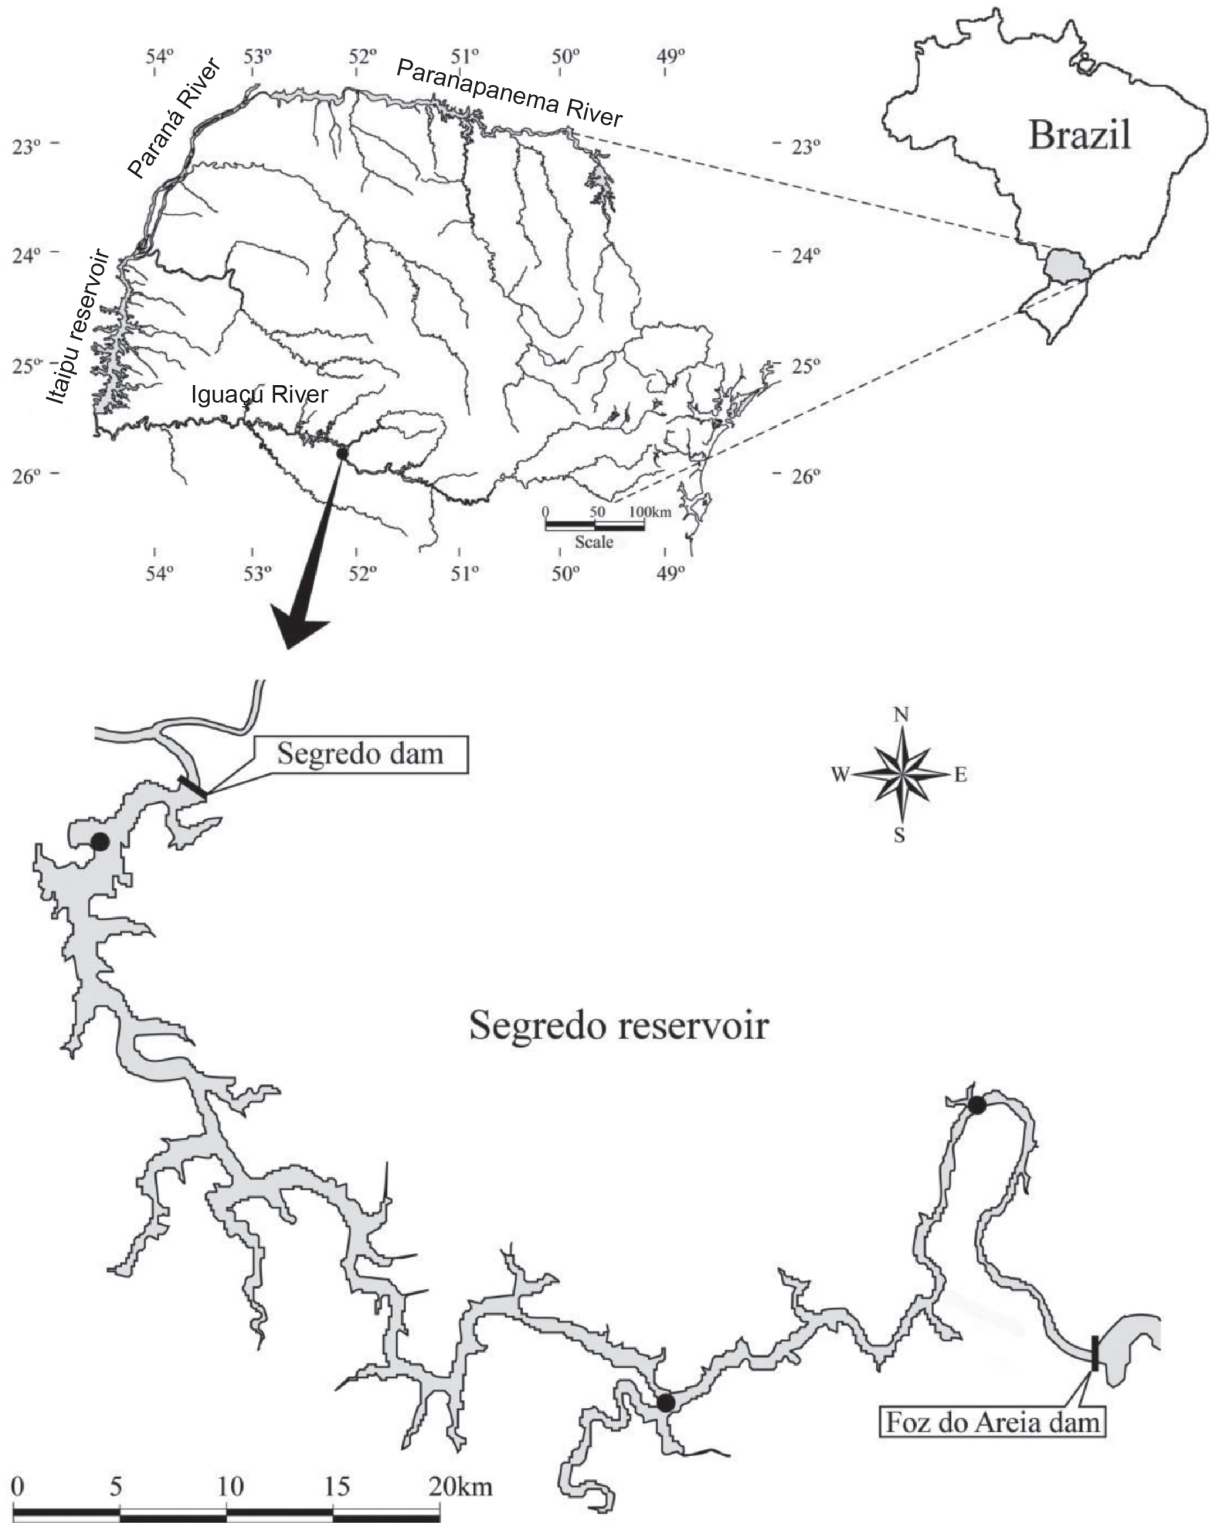 54º 53º 52º 51º 50º 49º
Paraná River
Paranapanema River
Brazil
23º 23º
24º 24º
Itaipu reservoir
25º 25º
Iguaçu River
26º 26º
0 50 100km
Scale
54º 53º 52º 51º 50º 49º
Segredo dam
N
W E
S
Segredo reservoir
Foz do Areia dam
0 5 10 15 20km